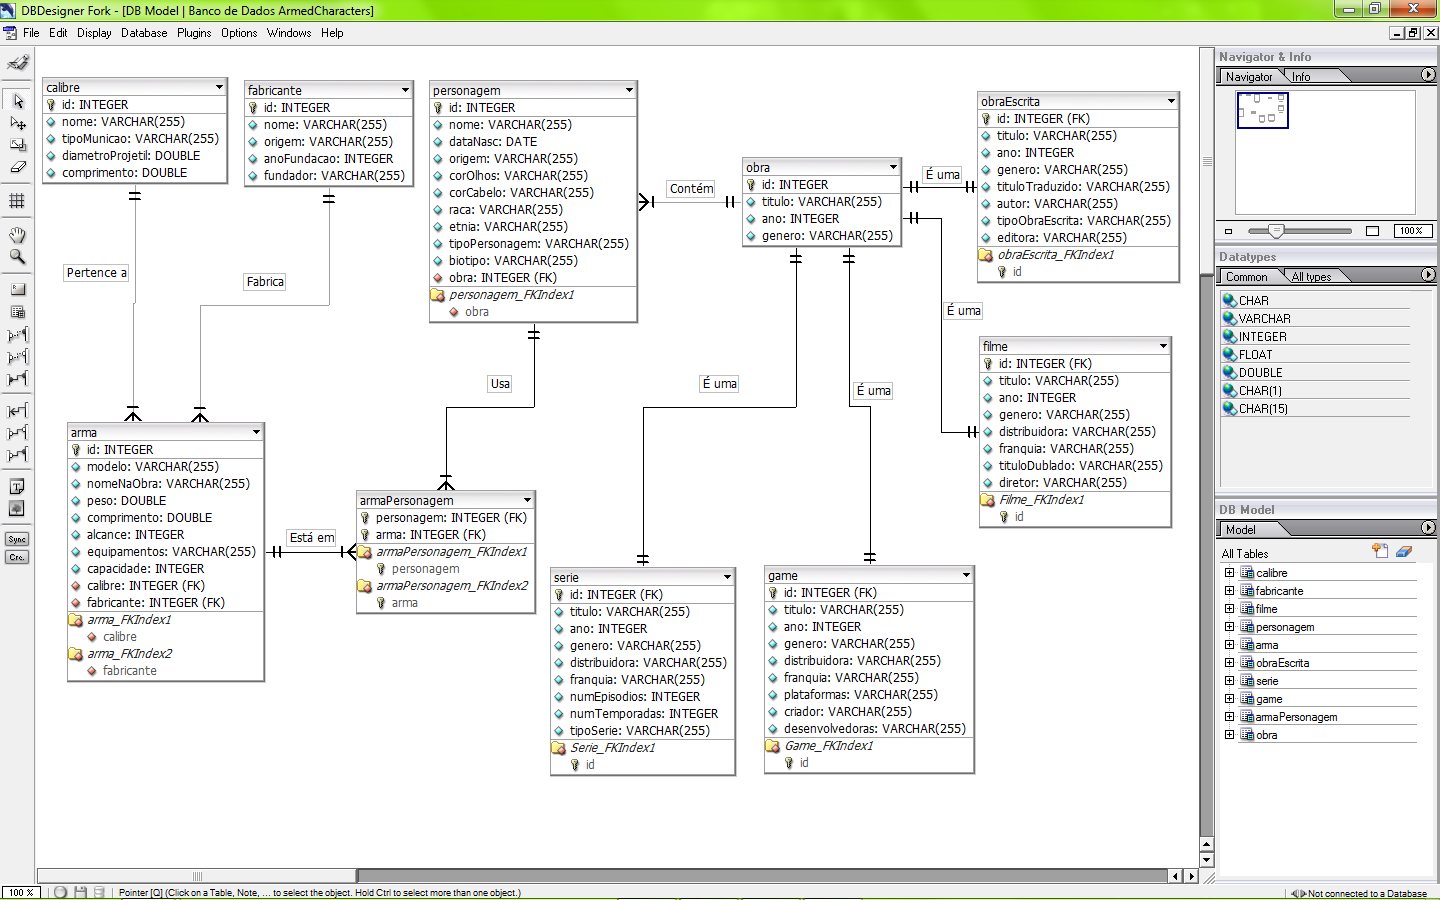 DBDesigner Fork - [DB Model | Banco de Dados ArmedCharacters]
File Edit Display Database Plugins Options Windows Help
calibre
id: INTEGER
nome: VARCHAR(255)
tipoMunicao: VARCHAR(255)
diametroProjetil: DOUBLE
comprimento: DOUBLE
fabricante
id: INTEGER
nome: VARCHAR(255)
origem: VARCHAR(255)
anoFundacao: INTEGER
fundador: VARCHAR(255)
personagem
id: INTEGER
nome: VARCHAR(255)
dataNasc: DATE
origem: VARCHAR(255)
corOlhos: VARCHAR(255)
corCabelo: VARCHAR(255)
raca: VARCHAR(255)
etnia: VARCHAR(255)
tipoPersonagem: VARCHAR(255)
biotipo: VARCHAR(255)
obra: INTEGER (FK)
personagem_FKIndex1
obra
Contém
obra
id: INTEGER
titulo: VARCHAR(255)
ano: INTEGER
genero: VARCHAR(255)
É uma
obraEscrita
id: INTEGER (FK)
titulo: VARCHAR(255)
ano: INTEGER
genero: VARCHAR(255)
tituloTraduzido: VARCHAR(255)
autor: VARCHAR(255)
tipoObraEscrita: VARCHAR(255)
editora: VARCHAR(255)
obraEscrita_FKIndex1
id
Pertence a
Fabrica
Usa
É uma
É uma
É uma
filme
id: INTEGER (FK)
titulo: VARCHAR(255)
ano: INTEGER
genero: VARCHAR(255)
distribuidora: VARCHAR(255)
franquia: VARCHAR(255)
tituloDublado: VARCHAR(255)
diretor: VARCHAR(255)
Filme_FKIndex1
id
arma
id: INTEGER
modelo: VARCHAR(255)
nomeNaObra: VARCHAR(255)
peso: DOUBLE
comprimento: DOUBLE
alcance: INTEGER
equipamentos: VARCHAR(255)
capacidade: INTEGER
calibre: INTEGER (FK)
fabricante: INTEGER (FK)
arma_FKIndex1
calibre
arma_FKIndex2
fabricante
Está em
armaPersonagem
personagem: INTEGER (FK)
arma: INTEGER (FK)
armaPersonagem_FKIndex1
personagem
armaPersonagem_FKIndex2
arma
serie
id: INTEGER (FK)
titulo: VARCHAR(255)
ano: INTEGER
genero: VARCHAR(255)
distribuidora: VARCHAR(255)
franquia: VARCHAR(255)
numEpisodios: INTEGER
numTemporadas: INTEGER
tipoSerie: VARCHAR(255)
Serie_FKIndex1
id
game
id: INTEGER (FK)
titulo: VARCHAR(255)
ano: INTEGER
genero: VARCHAR(255)
distribuidora: VARCHAR(255)
franquia: VARCHAR(255)
plataformas: VARCHAR(255)
criador: VARCHAR(255)
desenvolvedoras: VARCHAR(255)
Game_FKIndex1
id
Sync
Cre.
Navigator & Info
Navigator Info
100%
Datatypes
Common All types
CHAR
VARCHAR
INTEGER
FLOAT
DOUBLE
CHAR(1)
CHAR(15)
DB Model
Model
All Tables
calibre
fabricante
filme
personagem
arma
obraEscrita
serie
game
armaPersonagem
obra
100 %
Pointer [Q] (Click on a Table, Note, ... to select the object. Hold Ctrl to select more than one object.)
Not connected to a Database